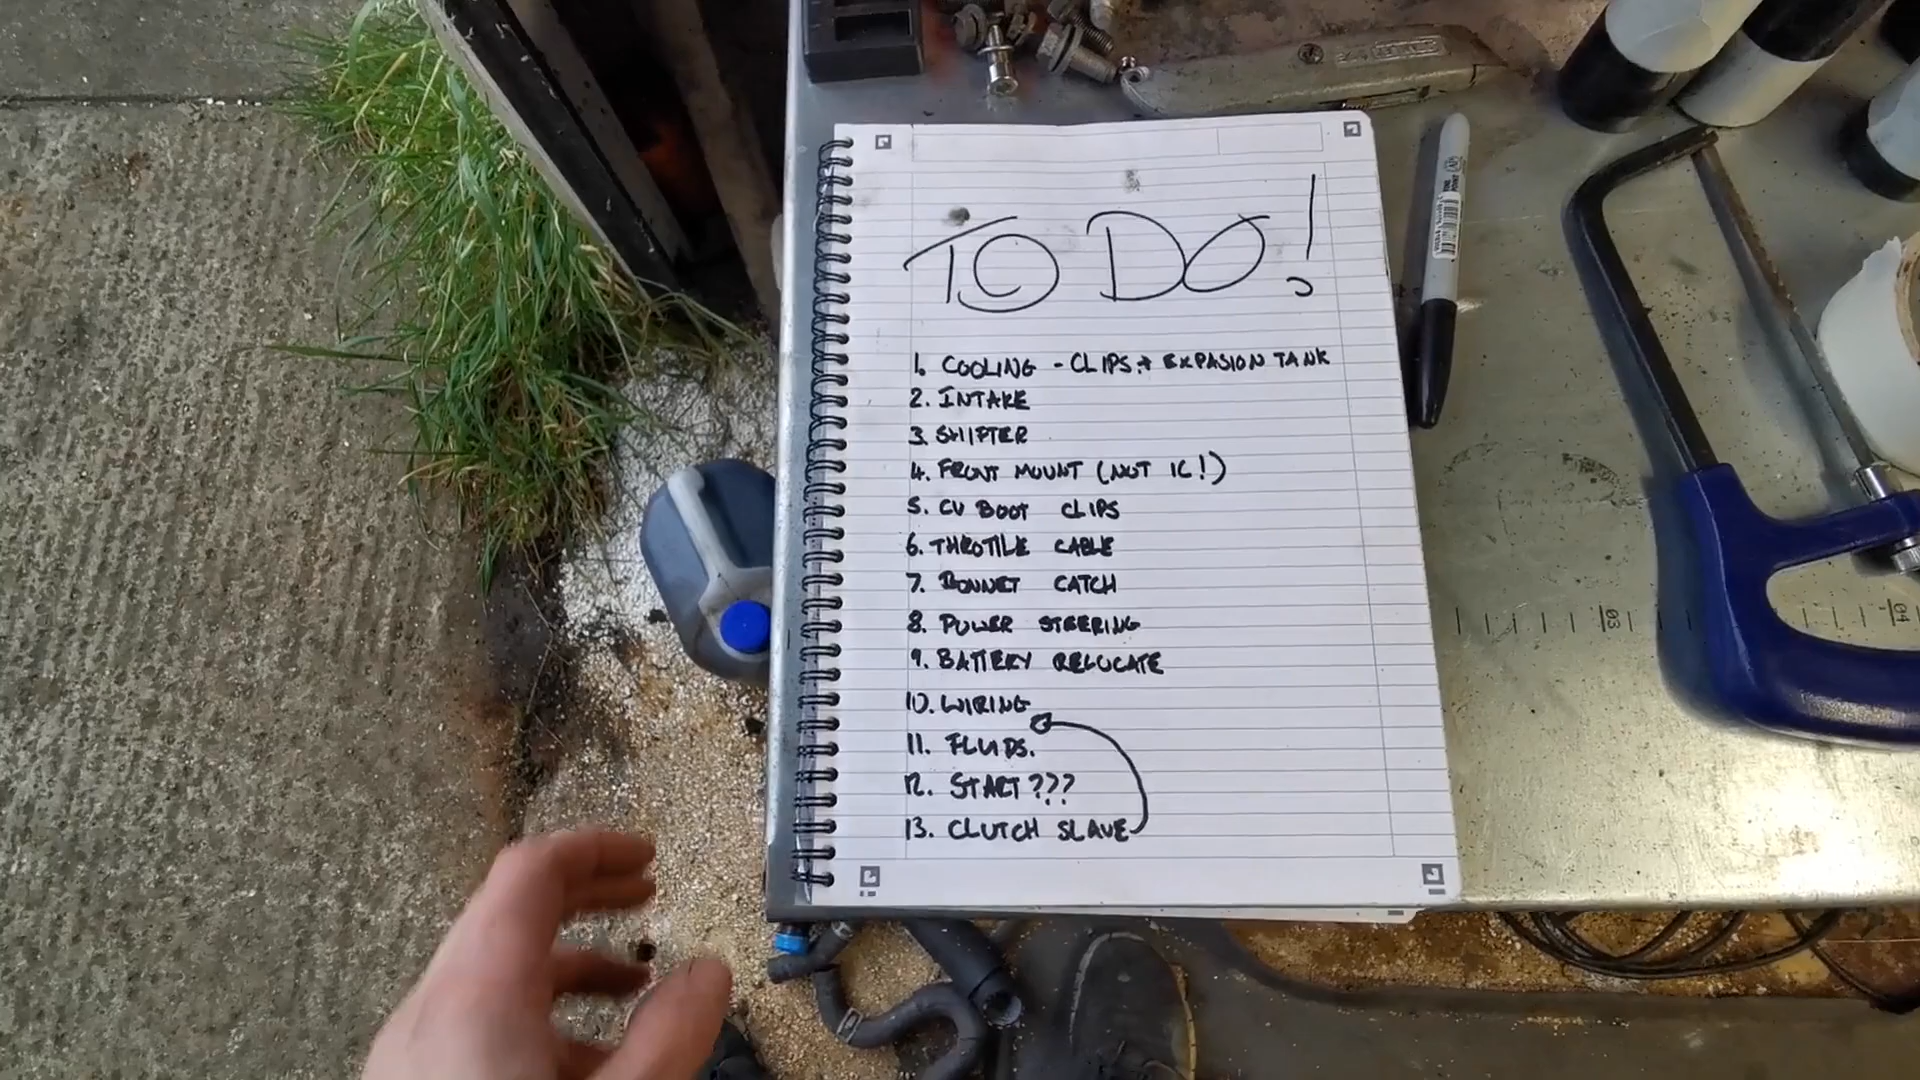 TO DO!
1. COOLING - CLIPS + EXPASION TANK
2. INTAKE
3. SHIFTER
4. FRONT MOUNT (NOT IC!)
5. CV BOOT CLIPS
6. THROTTLE CABLE
7. BONNET CATCH
8. POWER STEERING
9. BATTERY RELOCATE
10. WIRING
11. FLUIDS.
12. START???
13. CLUTCH SLAVE
03
04